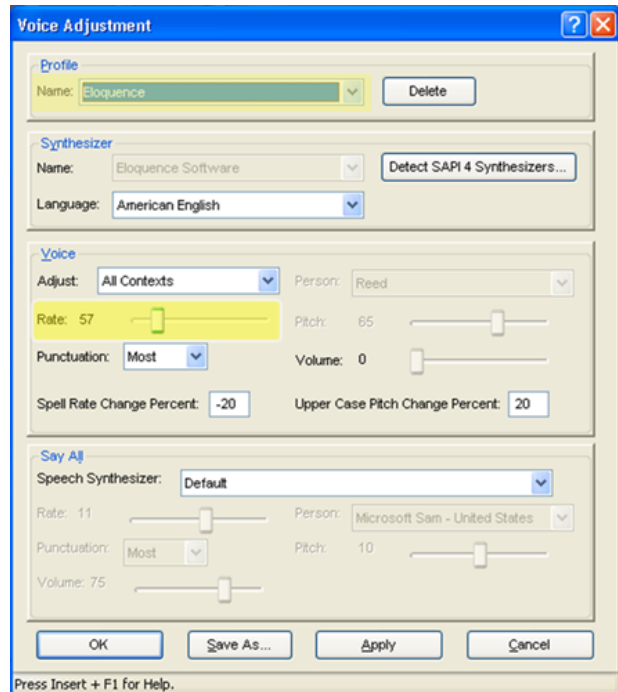 Voice Adjustment
Profile
Name: Eloquence Delete
Synthesizer
Name: Eloquence Software Detect SAPI 4 Synthesizers...
Language: American English
Voice
Adjust: All Contexts Person: Reed
Rate: 57 Pitch: 65
Punctuation: Most Volume: 0
Spell Rate Change Percent: -20 Upper Case Pitch Change Percent: 20
Say All
Speech Synthesizer: Default
Rate: 11 Person: Microsoft Sam - United States
Punctuation: Most Pitch: 10
Volume: 75
OK Save As... Apply Cancel
Press Insert + F1 for Help.